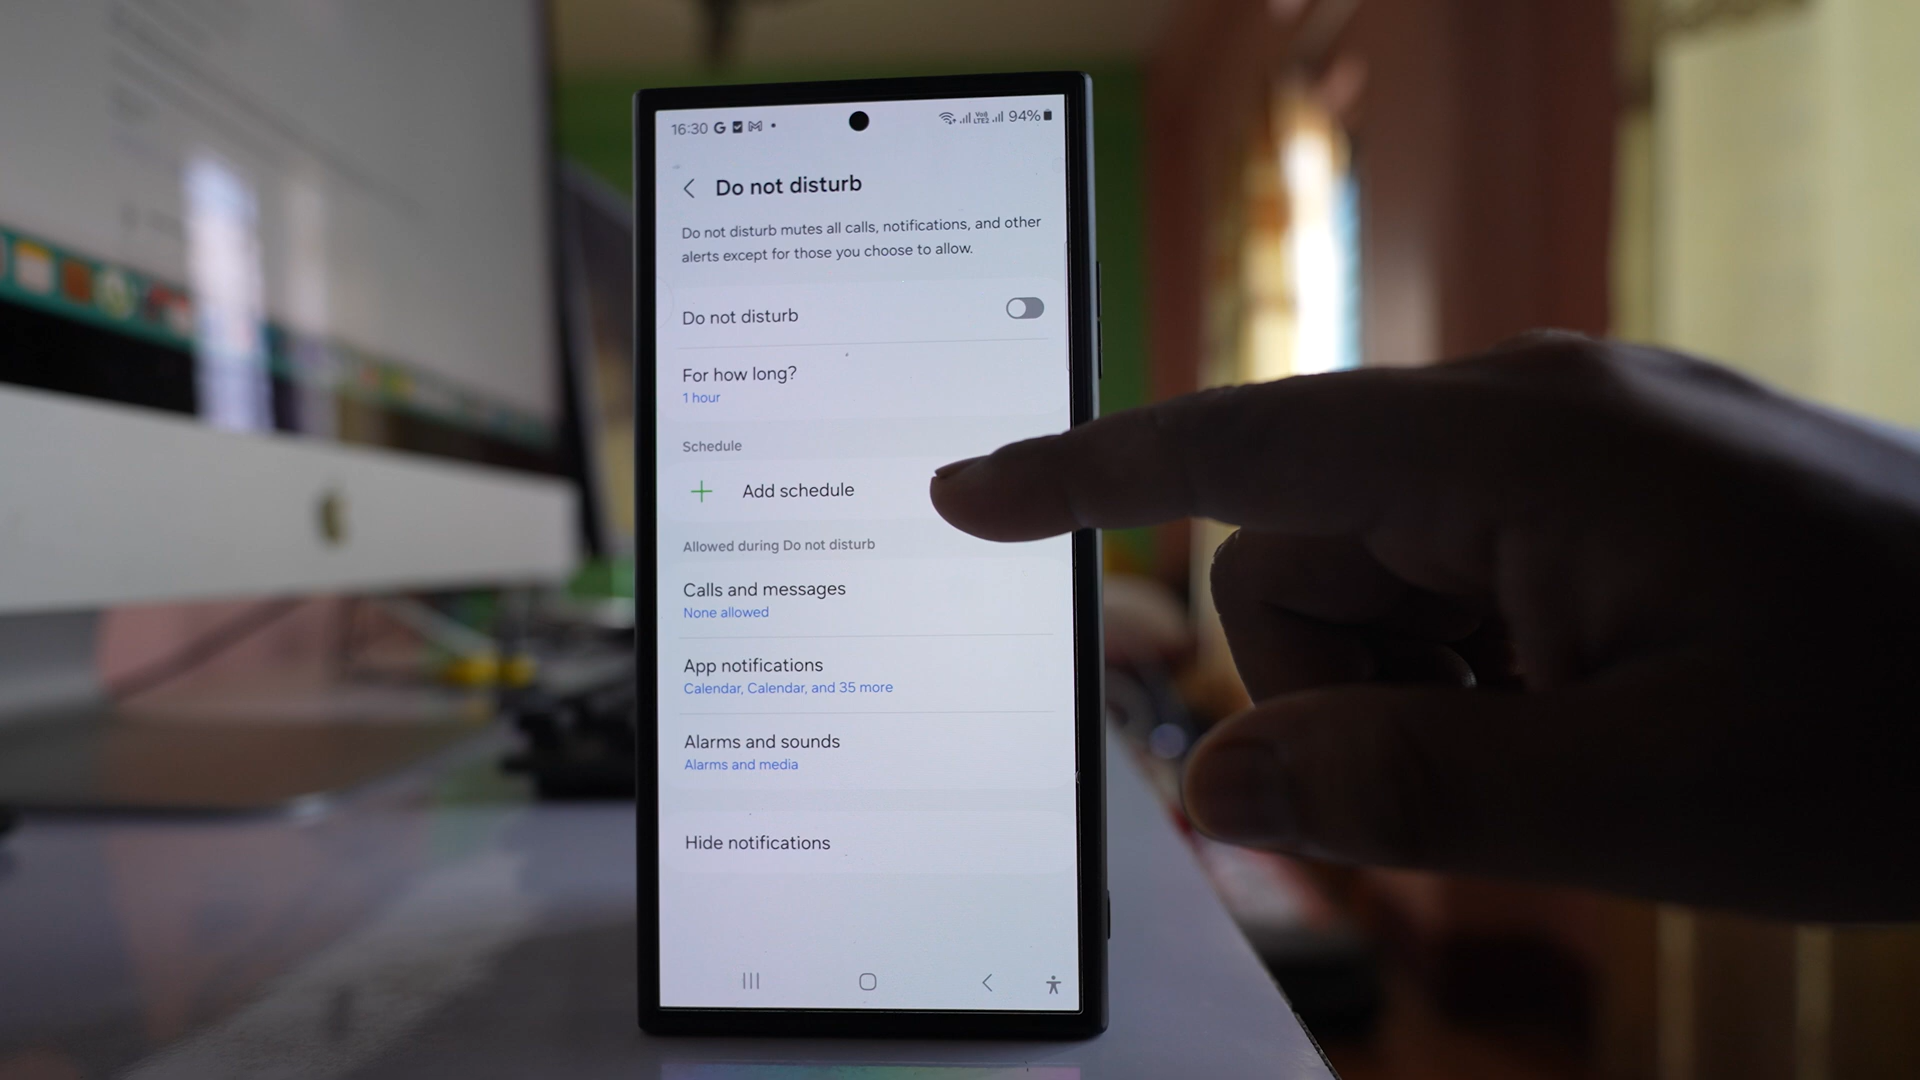 16:30 G
VoB LTE2 94%
Do not disturb
Do not disturb mutes all calls, notifications, and other
alerts except for those you choose to allow.
Do not disturb
For how long?
1 hour
Schedule
Add schedule
Allowed during Do not disturb
Calls and messages
None allowed
App notifications
Calendar, Calendar, and 35 more
Alarms and sounds
Alarms and media
Hide notifications